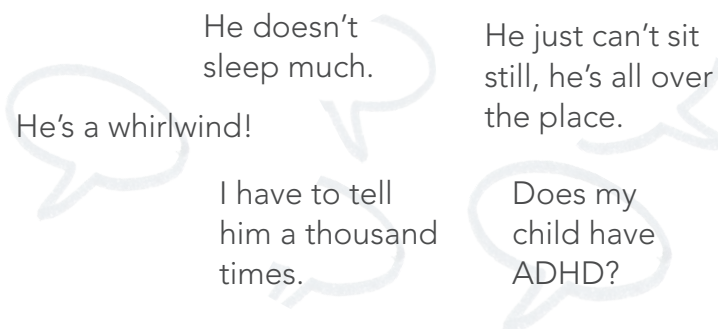 He doesn’t
sleep much.
He just can’t sit
still, he’s all over
the place.
He’s a whirlwind!
I have to tell
him a thousand
times.
Does my
child have
ADHD?